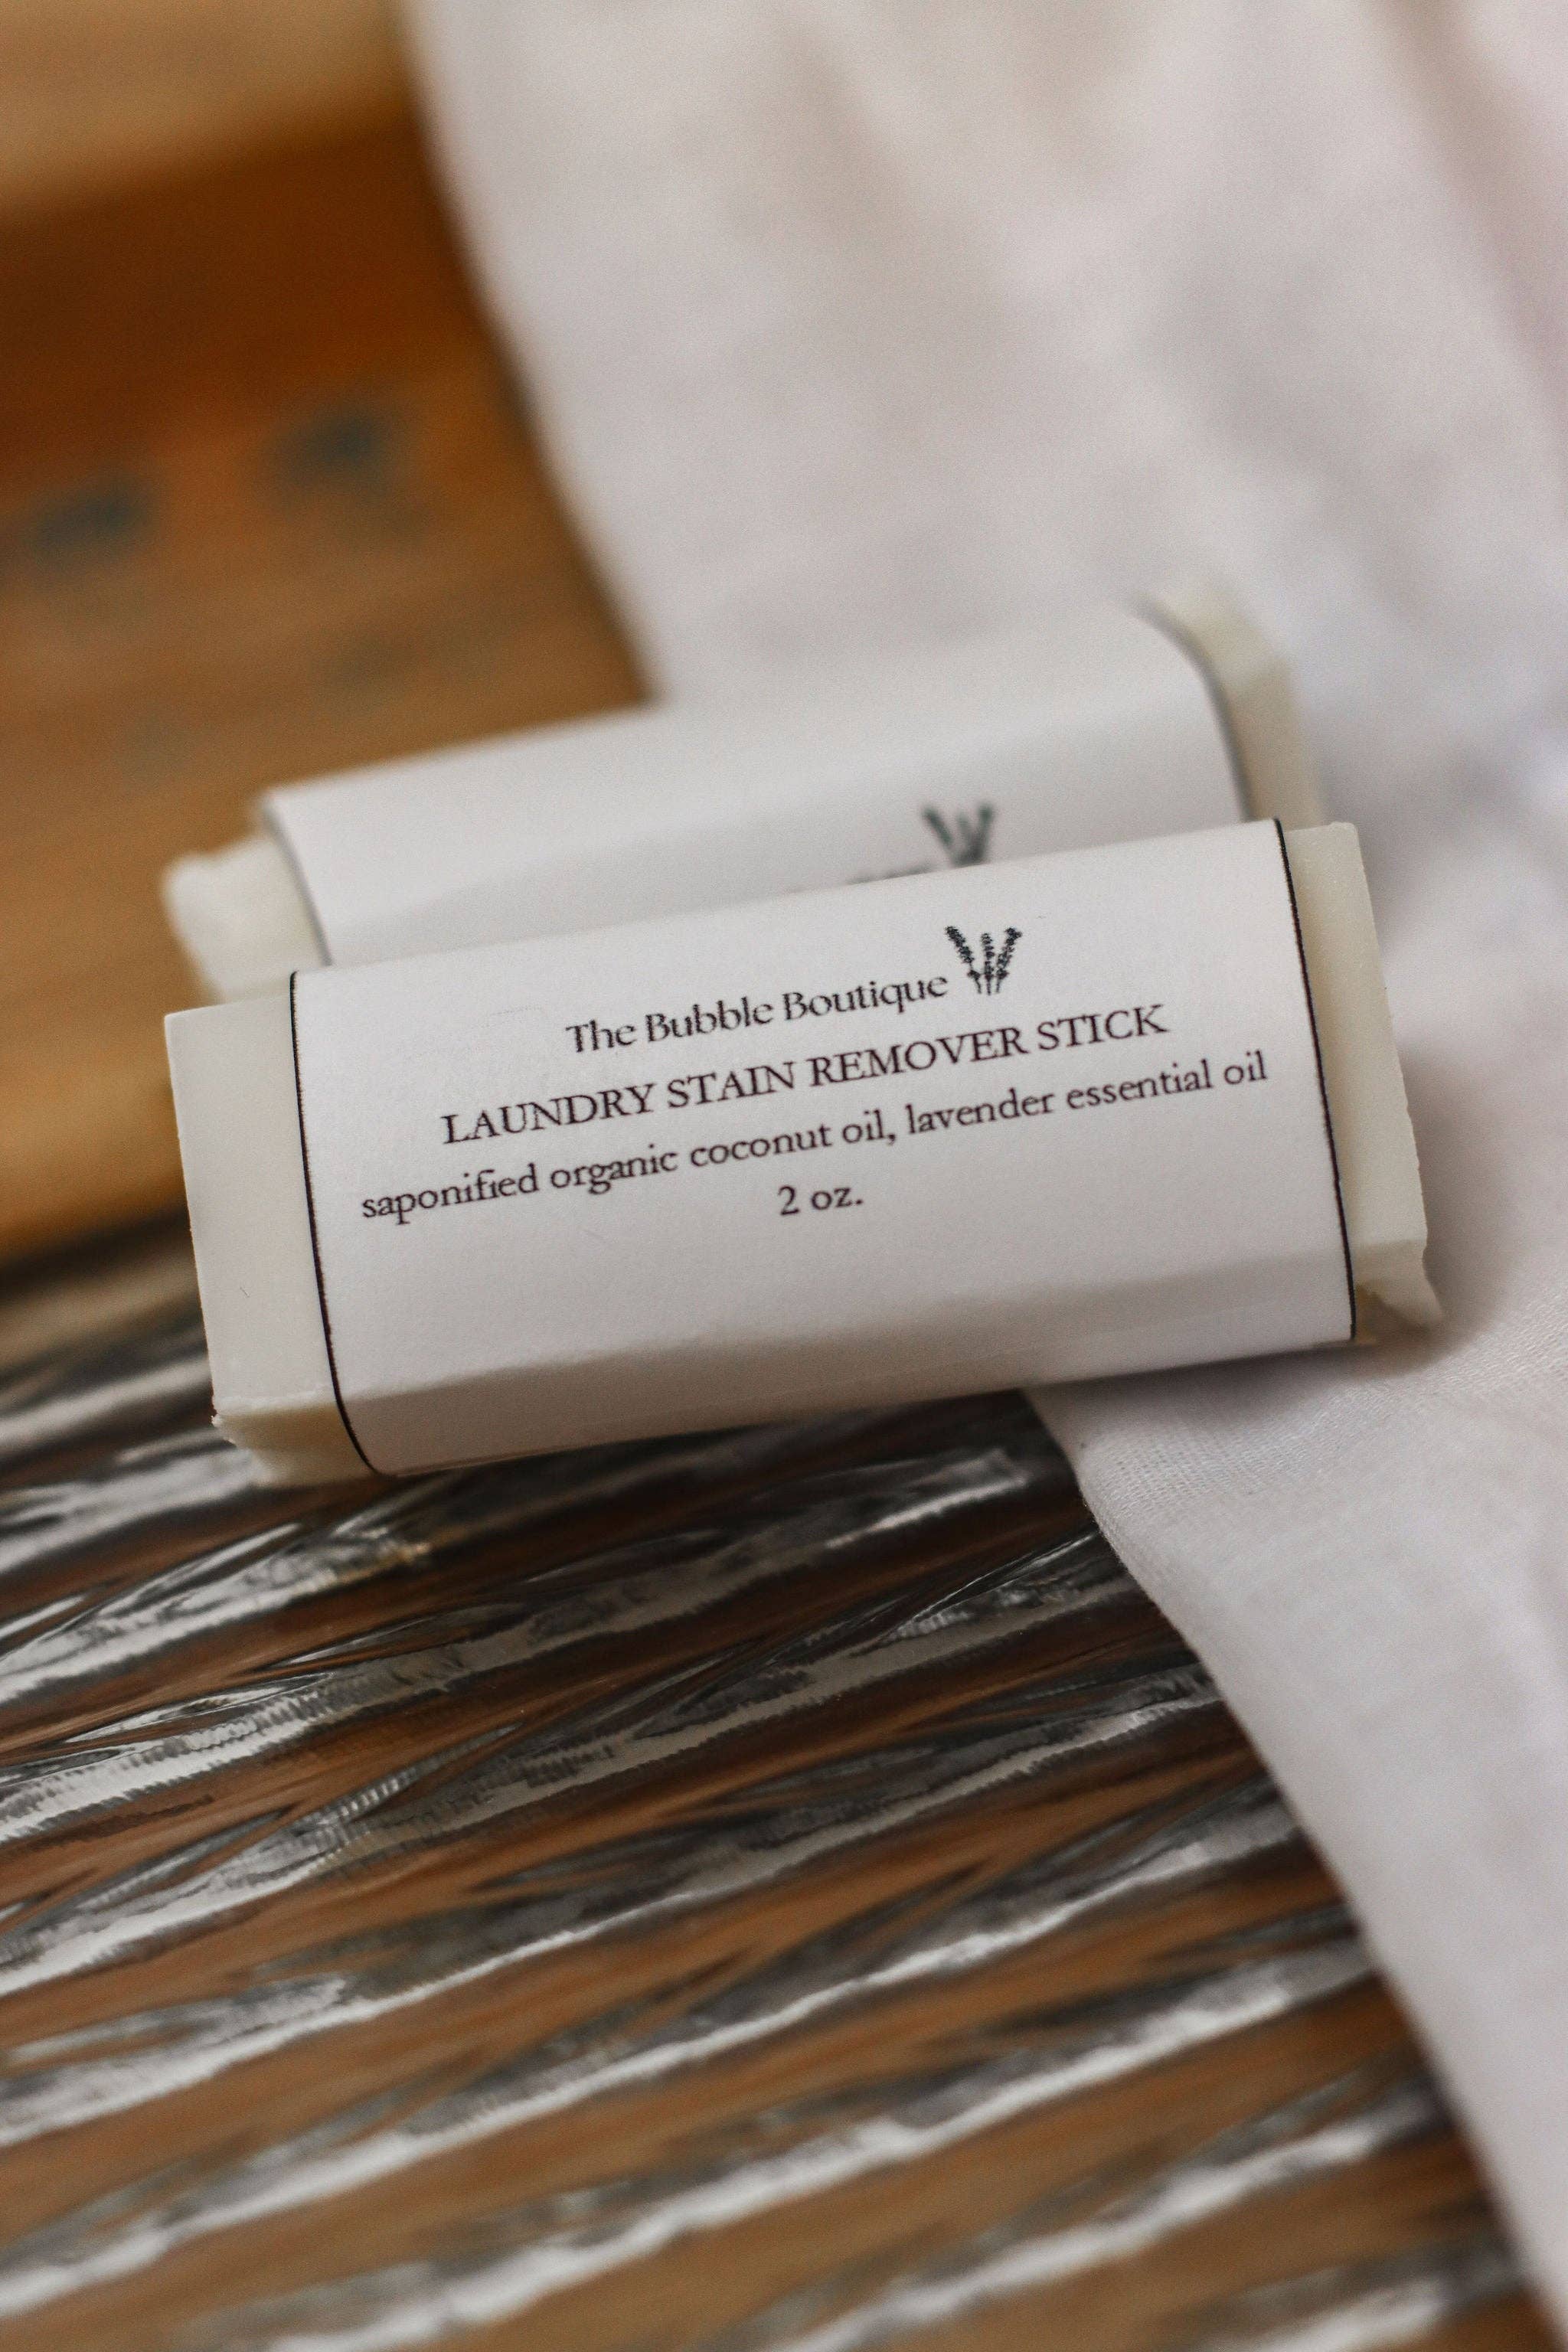 The Bubble Boutique
LAUNDRY STAIN REMOVER STICK
saponified organic coconut oil, lavender essential oil
2 oz.